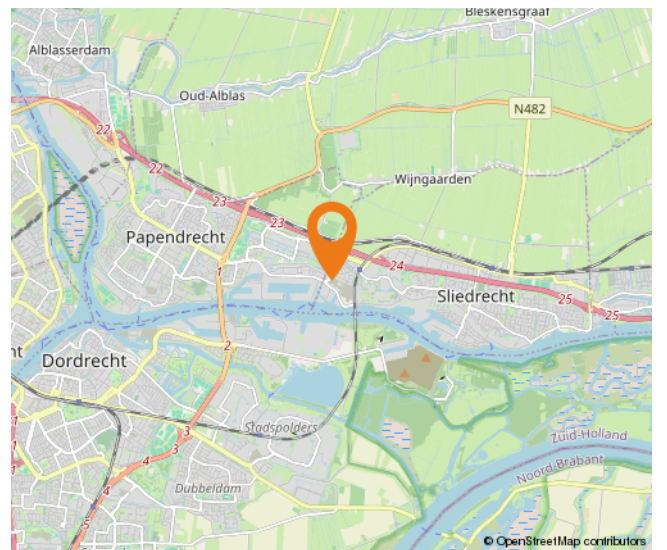 Bleskensgraaf
Alblasserdam
Oud-Alblas
N482
22
22
Wijngaarden
23
23
Papendrecht
24
1
Sliedrecht
25
25
2
Dordrecht
3
3
Stadspolders
4
4
Zuid-Holland
Noord-Brabant
Dubbeldam
5
© OpenStreetMap contributors